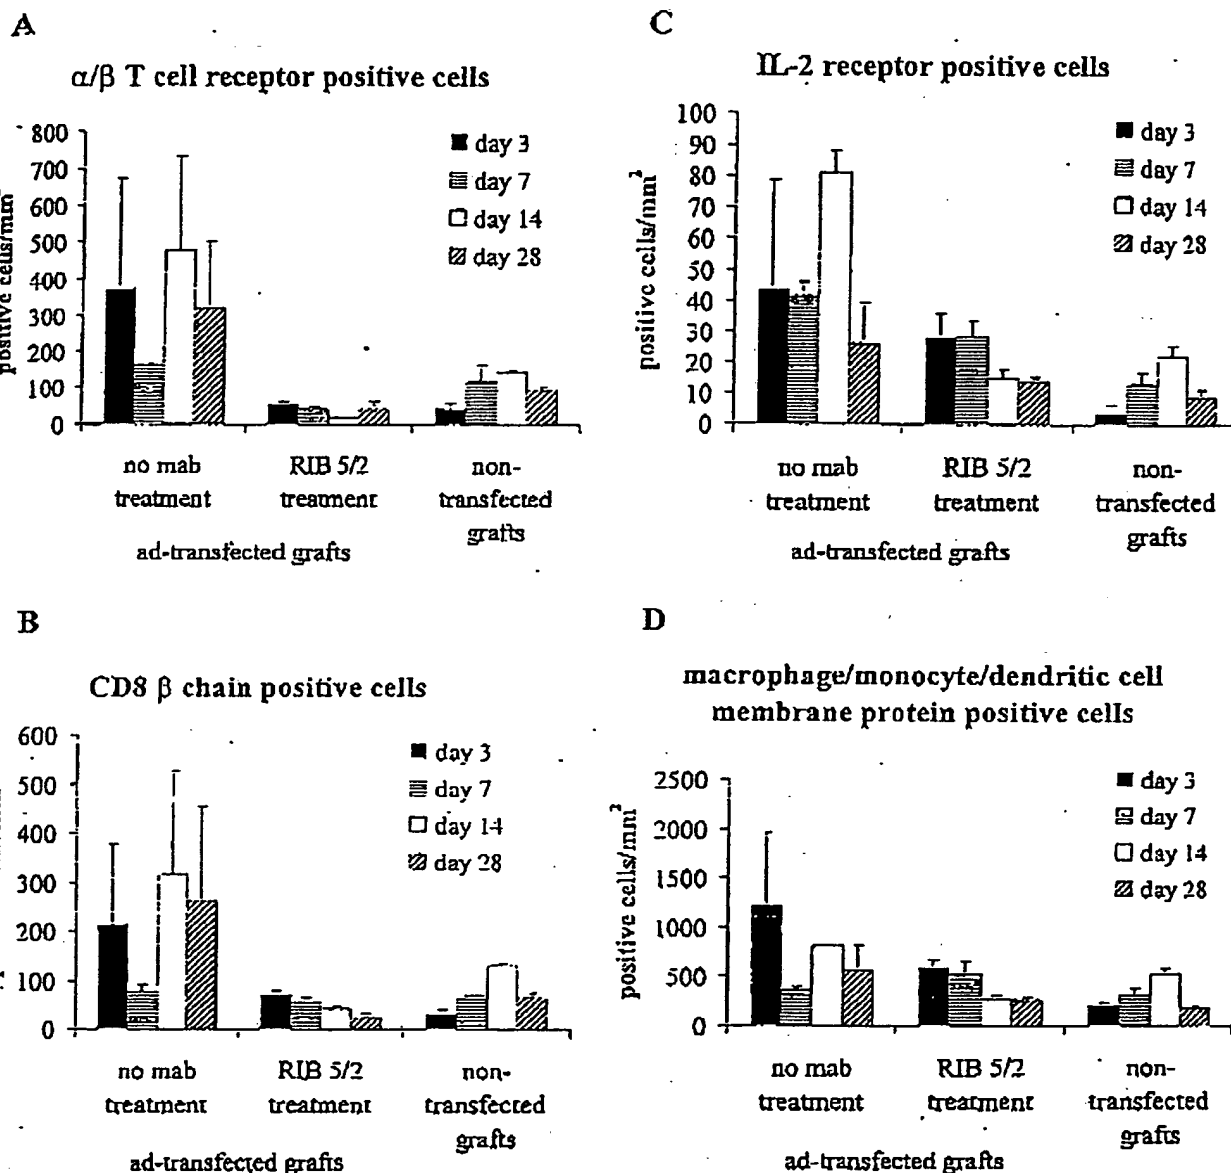 A
α/β T cell receptor positive cells
positive cells/mm
800
700
600
500
400
300
200
100
0
day 3
day 7
day 14
day 28
no mab
treatment
RIB 5/2
treatment
non-
transfected
grafts
ad-transfected grafts
C
IL-2 receptor positive cells
positive cells/mm²
100
90
80
70
60
50
40
30
20
10
0
day 3
day 7
day 14
day 28
no mab
treatment
RIB 5/2
treatment
non-
transfected
grafts
ad-transfected grafts
B
CD8 β chain positive cells
600
500
400
300
200
100
0
day 3
day 7
day 14
day 28
no mab
treatment
RIB 5/2
treatment
non-
transfected
grafts
ad-transfected grafts
D
macrophage/monocyte/dendritic cell
membrane protein positive cells
positive cells/mm²
2500
2000
1500
1000
500
0
day 3
day 7
day 14
day 28
no mab
treatment
RIB 5/2
treatment
non-
transfected
grafts
ad-transfected grafts